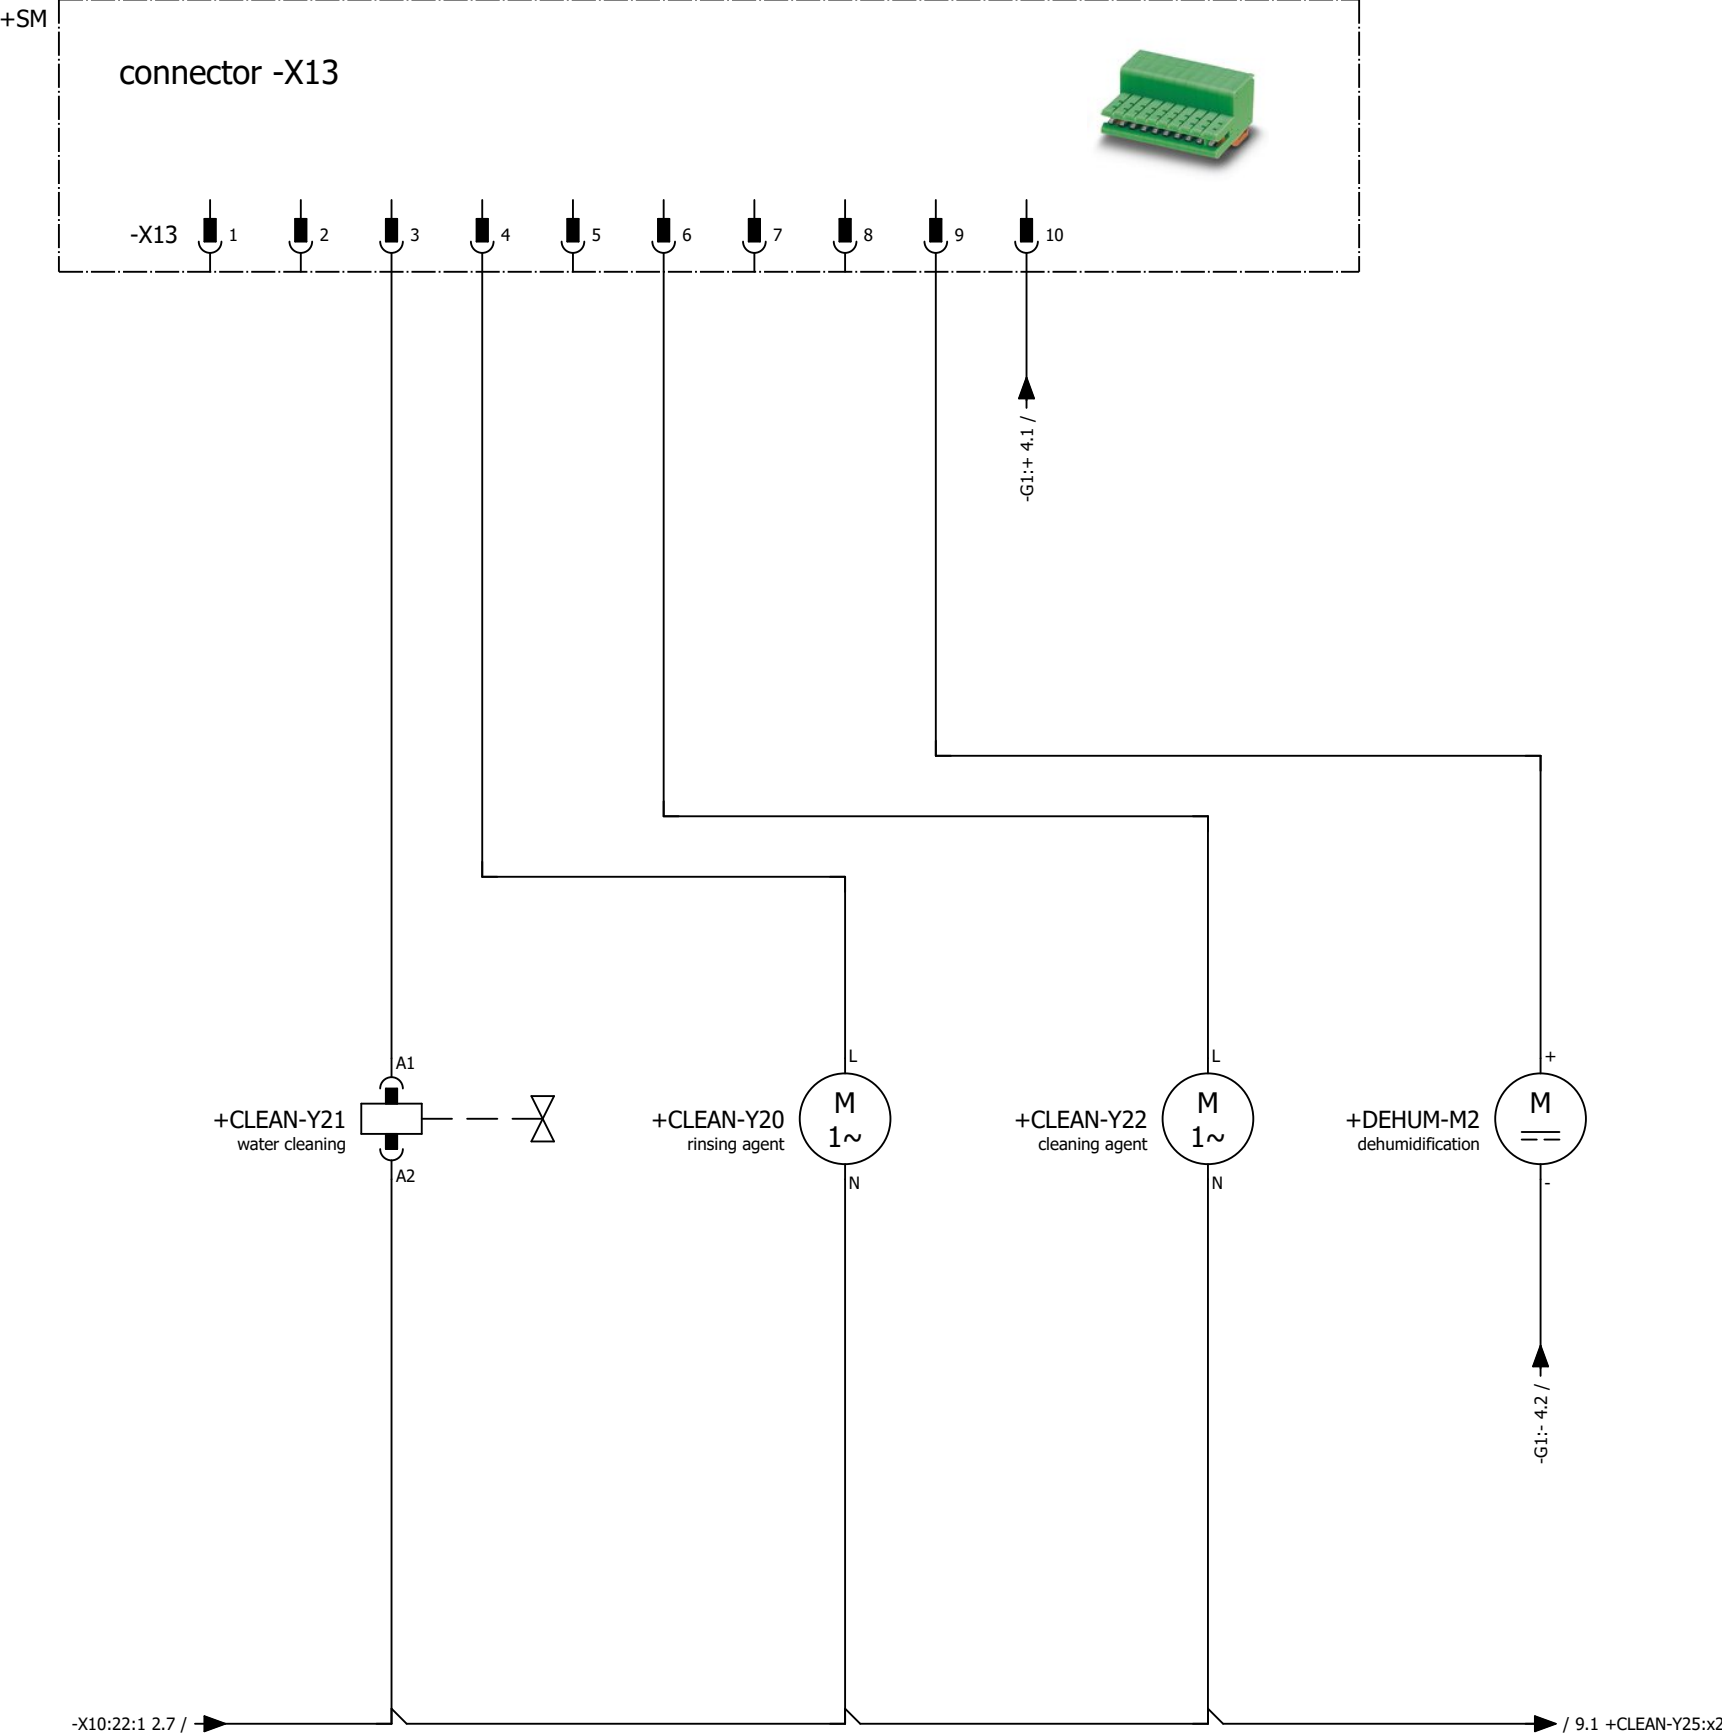 +SM
connector -X13
-X13 1 2 3 4 5 6 7 8 9 10
-G1:+ 4.1 /
A1 L L +
+CLEAN-Y21 +CLEAN-Y20 M +CLEAN-Y22 M +DEHUM-M2 M
water cleaning rinsing agent 1~ cleaning agent 1~ dehumidification
A2 N N -
-G1:- 4.2 /
-X10:22:1 2.7 / / 9.1 +CLEAN-Y25:x2